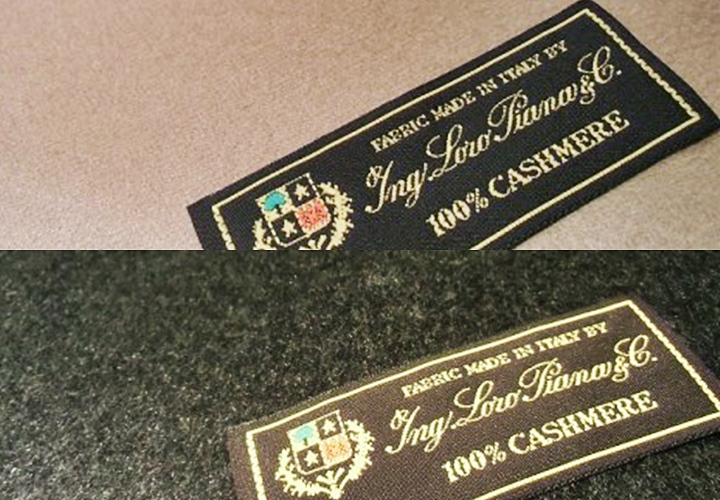 FABRIC MADE IN ITALY BY
Ing. Loro Piana & C.
100% CASHMERE
FABRIC MADE IN ITALY BY
Ing. Loro Piana & C.
100% CASHMERE